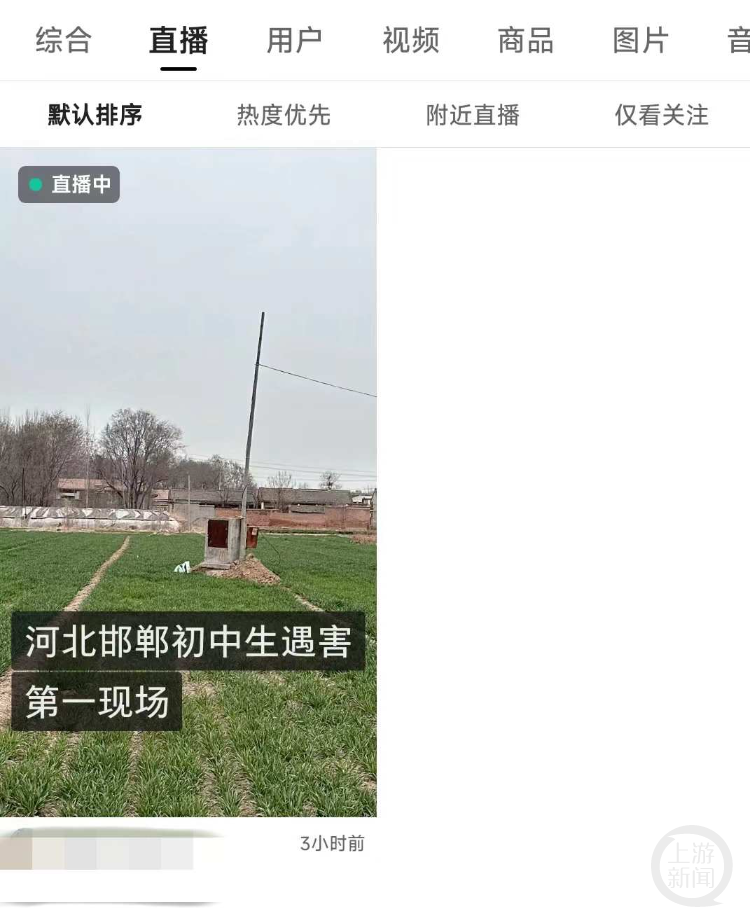 综合 直播 用户 视频 商品 图片 音
默认排序 热度优先 附近直播 仅看关注
直播中
河北邯郸初中生遇害
第一现场
3小时前
上游
新闻